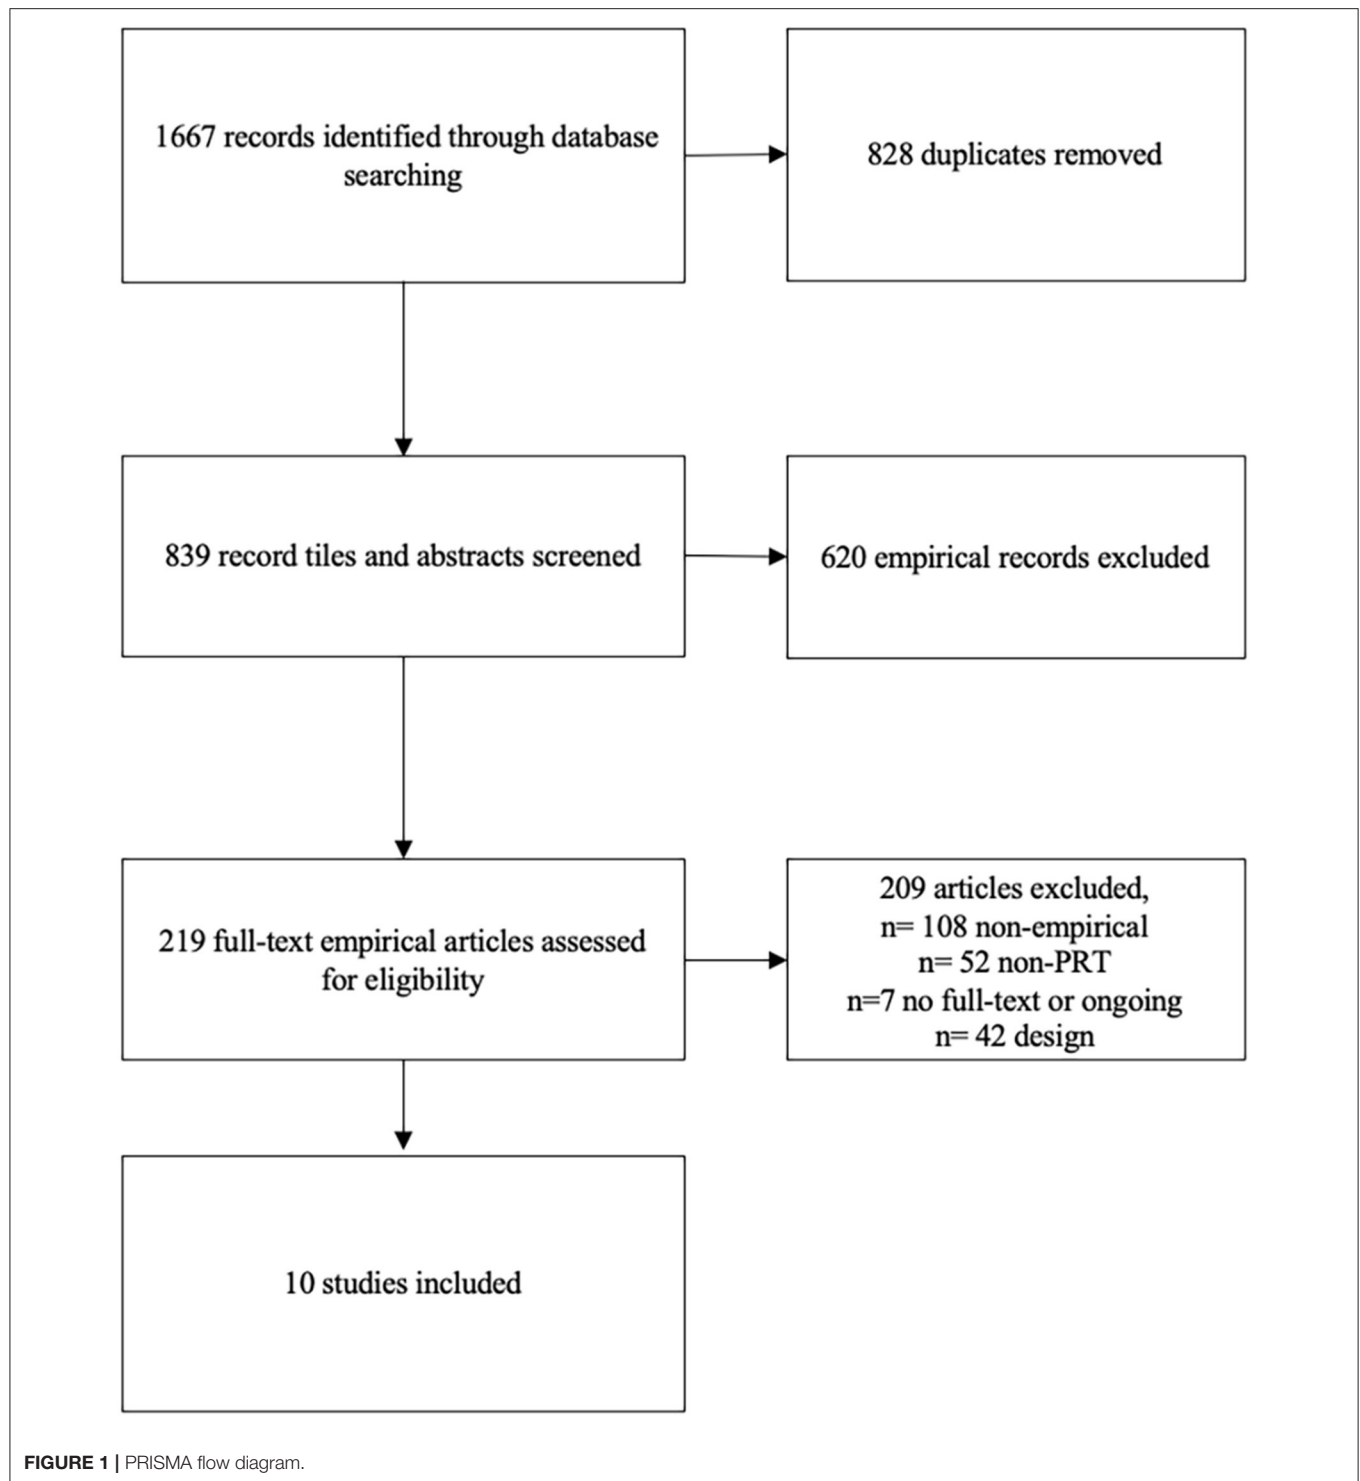 1667 records identified through database
searching
828 duplicates removed
839 record tiles and abstracts screened
620 empirical records excluded
219 full-text empirical articles assessed
for eligibility
209 articles excluded,
n= 108 non-empirical
n= 52 non-PRT
n=7 no full-text or ongoing
n= 42 design
10 studies included
FIGURE 1 | PRISMA flow diagram.